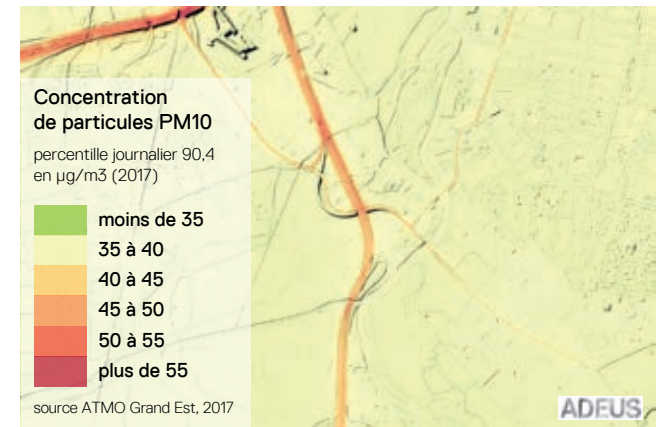 Concentration
de particules PM10
percentille journalier 90,4
en µg/m3 (2017)
moins de 35
35 à 40
40 à 45
45 à 50
50 à 55
plus de 55
source ATMO Grand Est, 2017
ADEUS